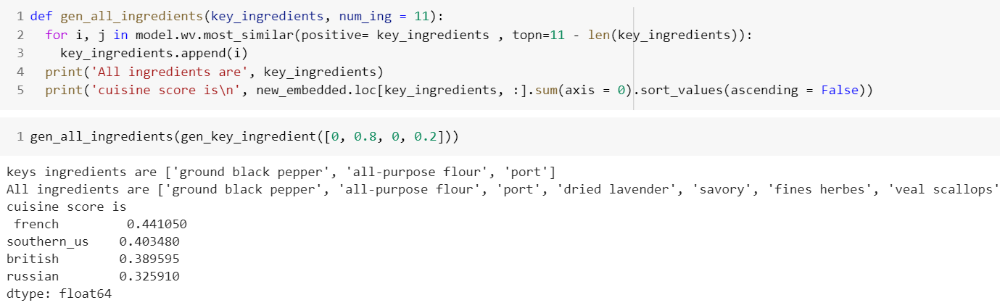 1 def gen_all_ingredients(key_ingredients, num_ing = 11):
2   for i, j in model.wv.most_similar(positive= key_ingredients , topn=11 - len(key_ingredients)):
3     key_ingredients.append(i)
4   print('All ingredients are', key_ingredients)
5   print('cuisine score is\n', new_embedded.loc[key_ingredients, :].sum(axis = 0).sort_values(ascending = False))
1 gen_all_ingredients(gen_key_ingredient([0, 0.8, 0, 0.2]))
keys ingredients are ['ground black pepper', 'all-purpose flour', 'port']
All ingredients are ['ground black pepper', 'all-purpose flour', 'port', 'dried lavender', 'savory', 'fines herbes', 'veal scallops'
cuisine score is
 french         0.441050
southern_us    0.403480
british        0.389595
russian        0.325910
dtype: float64